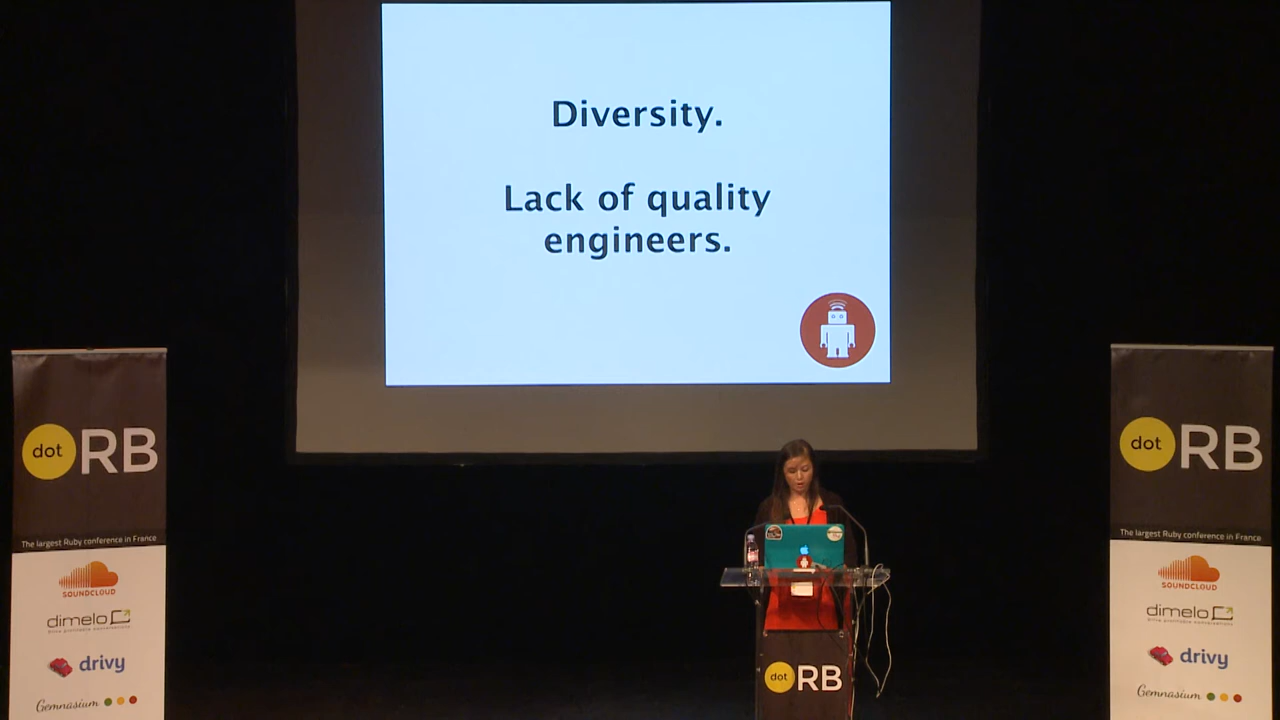 Diversity.
Lack of quality
engineers.
dot RB
The largest Ruby conference in France
SOUNDCLOUD
dimelo
drivy
Gemnasium
dot RB
dot RB
The largest Ruby conference in France
SOUNDCLOUD
dimelo
drivy
Gemnasium